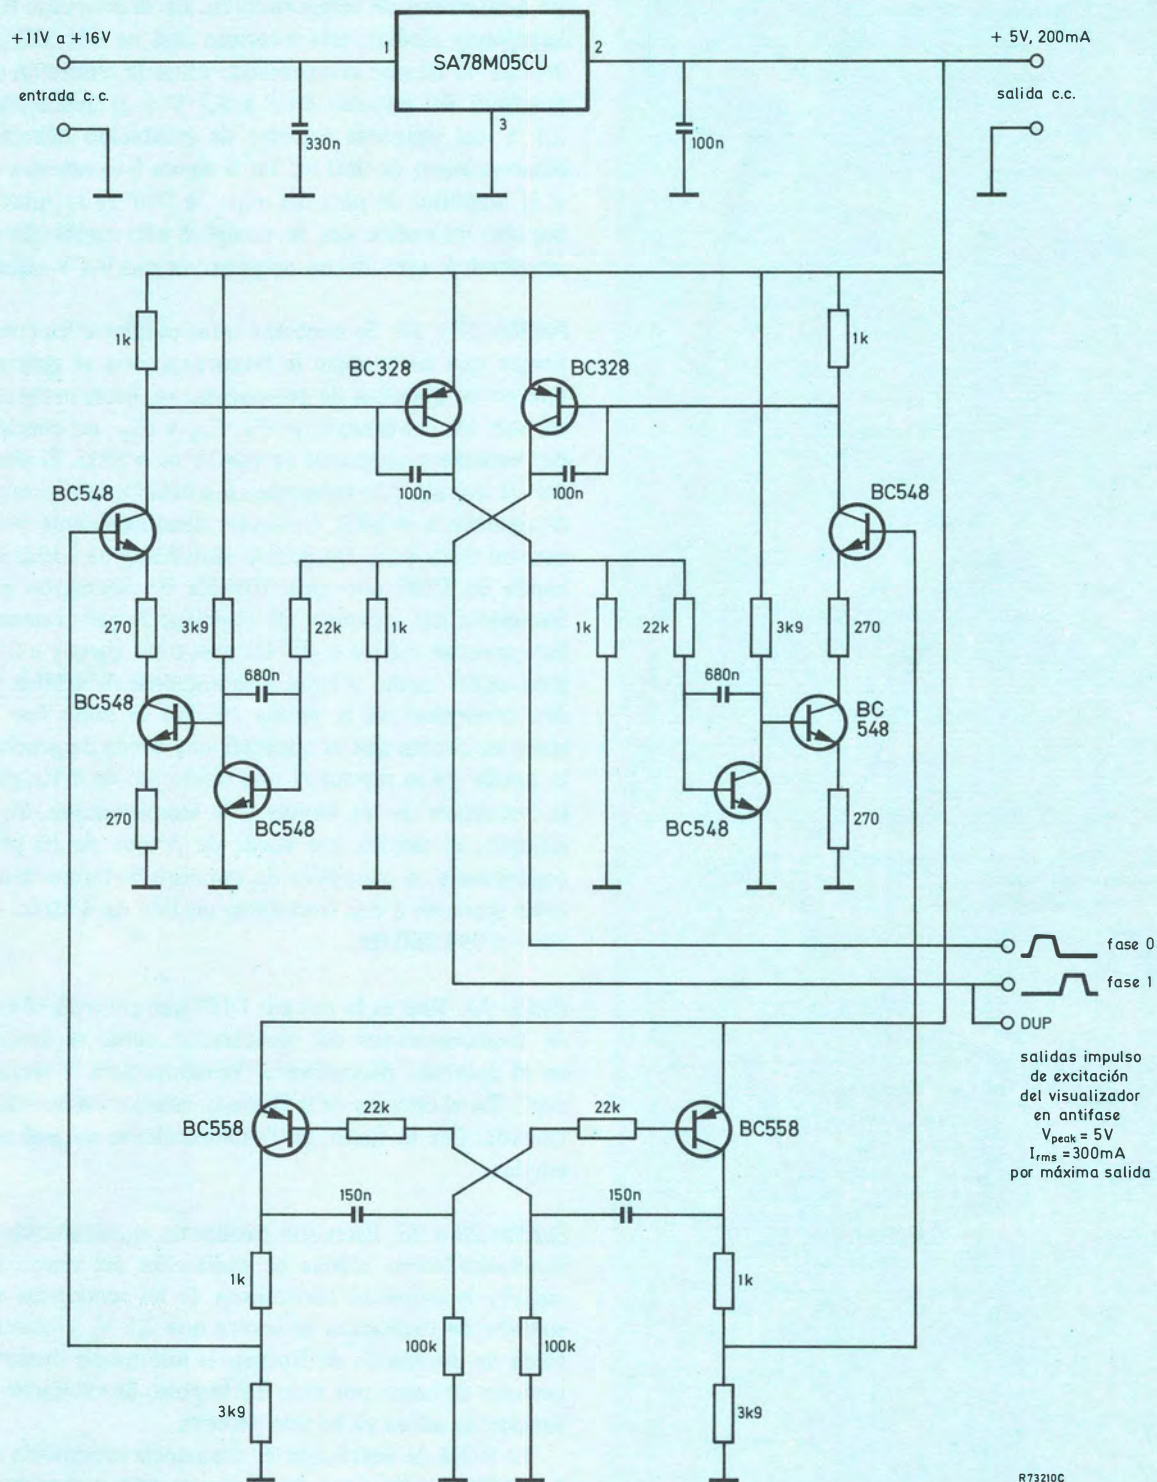 +11V a +16V
entrada c. c.
1
SA78M05CU
2
3
+ 5V, 200mA
salida c.c.
330n
100n
1k
BC328
BC328
1k
100n
100n
BC548
BC548
270
3k9
22k
1k
1k
22k
3k9
270
680n
680n
BC548
BC
548
270
BC548
BC548
270
fase 0
fase 1
DUP
salidas impulso
de excitación
del visualizador
en antifase
Vpeak = 5V
Irms = 300mA
por máxima salida
BC558
22k
22k
BC558
150n
150n
1k
1k
100k
100k
3k9
3k9
R73210C